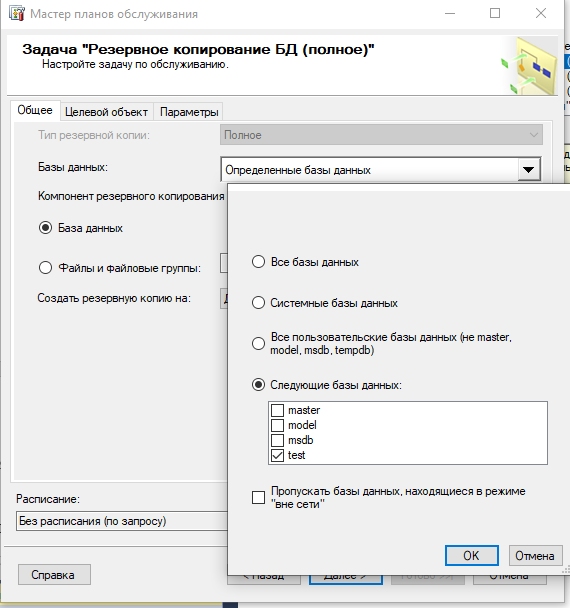 Мастер планов обслуживания
Задача "Резервное копирование БД (полное)"
Настройте задачу по обслуживанию.
Общее Целевой объект Параметры
Тип резервной копии: Полное
Базы данных: Определенные базы данных
Компонент резервного копирования
База данных
Файлы и файловые группы:
Создать резервную копию на:
Все базы данных
Системные базы данных
Все пользовательские базы данных (не master,
model, msdb, tempdb)
Следующие базы данных:
master
model
msdb
test
Пропускать базы данных, находящиеся в режиме
"вне сети"
OK Отмена
Расписание:
Без расписания (по запросу)
Справка < Назад Далее > Готово >>| Отмена